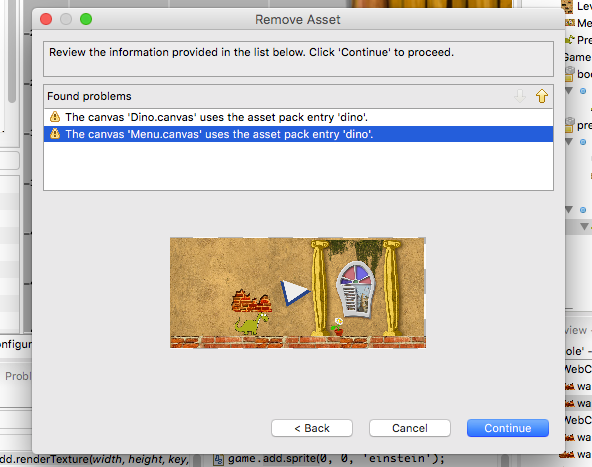 Leve
Me
Pre
Game
boo
pre
Remove Asset
Review the information provided in the list below. Click 'Continue' to proceed.
Found problems
The canvas 'Dino.canvas' uses the asset pack entry 'dino'.
The canvas 'Menu.canvas' uses the asset pack entry 'dino'.
view
onfigur
ole' -
Proble
WebC
wa
wa
WebC
wa
wa
< Back
Cancel
Continue
dd.renderTexture(width, height, key,
game.add.sprite(0, 0, 'einstein');